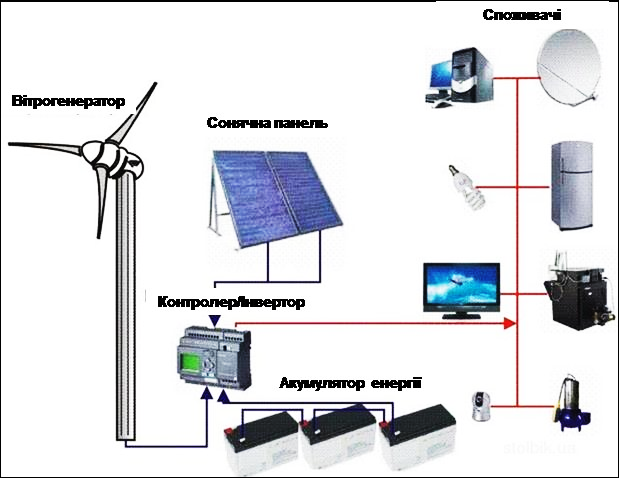 Споживачі
Вітрогенератор
Сонячна панель
Контролер/Інвертор
Акумулятор енергії